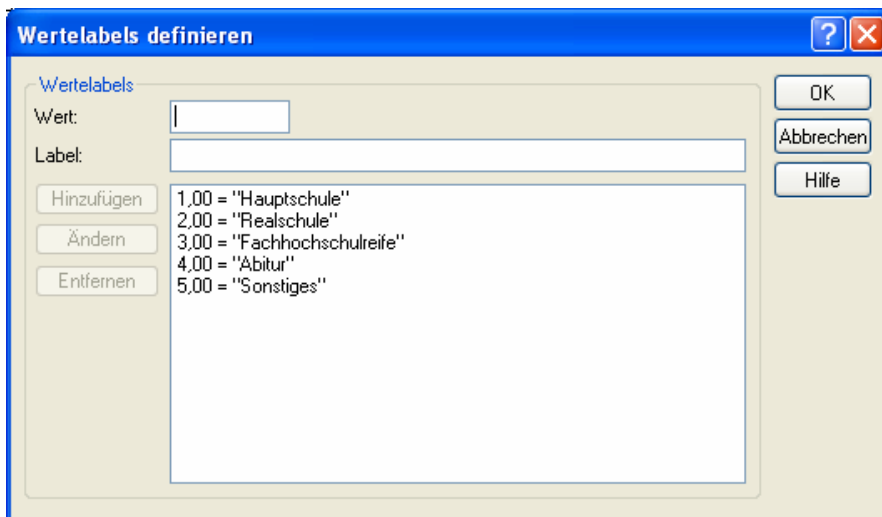 Wertelabels definieren
Wertelabels
Wert:
Label:
OK
Abbrechen
Hilfe
Hinzufügen
Ändern
Entfernen
1,00 = "Hauptschule"
2,00 = "Realschule"
3,00 = "Fachhochschulreife"
4,00 = "Abitur"
5,00 = "Sonstiges"